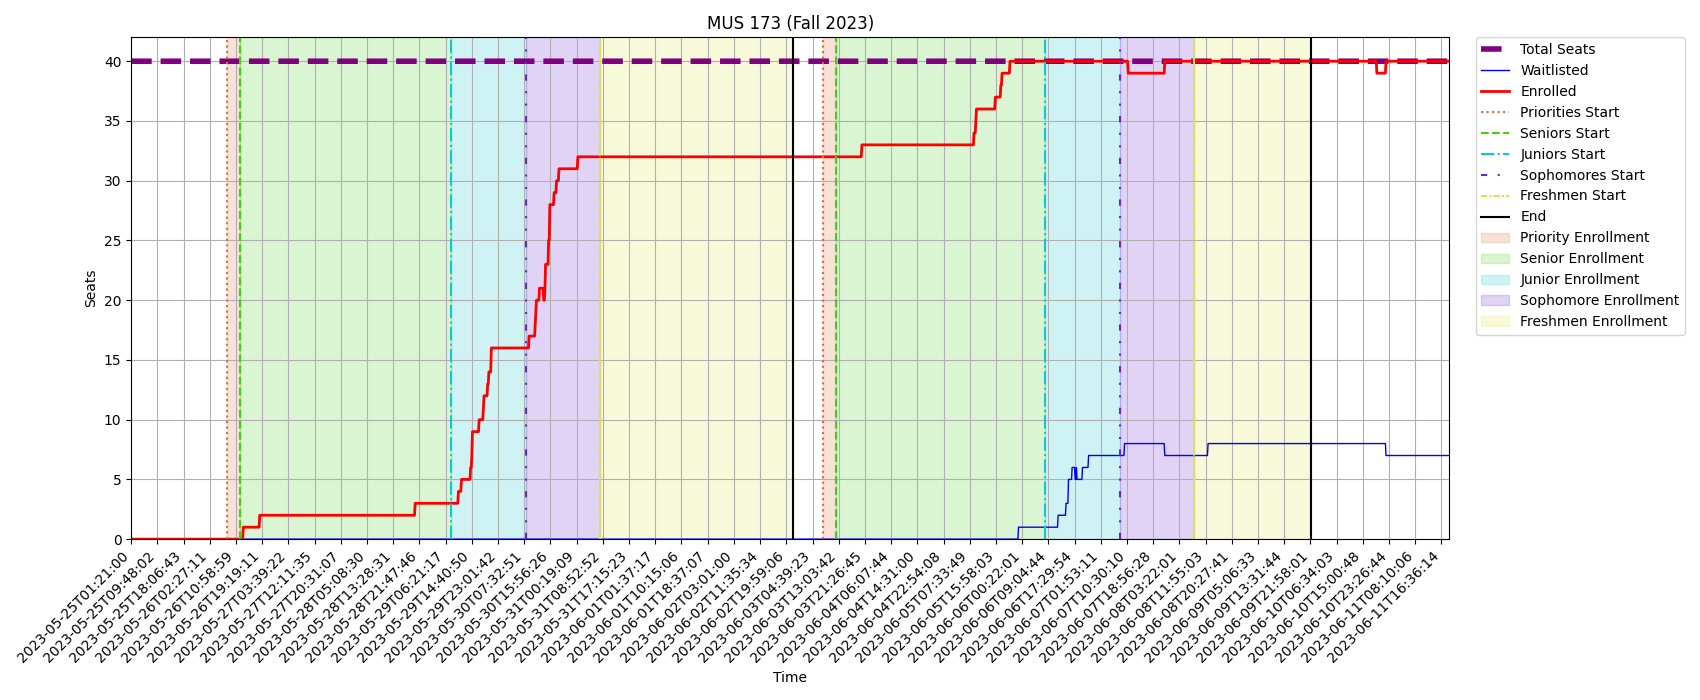 MUS 173 (Fall 2023)
Seats
40
35
30
25
20
15
10
5
0
2023-05-25T01:21:00
2023-05-25T09:48:02
2023-05-25T18:06:43
2023-05-26T02:27:11
2023-05-26T10:58:59
2023-05-26T19:19:11
2023-05-27T03:39:22
2023-05-27T12:11:35
2023-05-27T20:31:07
2023-05-28T05:08:30
2023-05-28T13:28:31
2023-05-28T21:47:46
2023-05-29T06:21:17
2023-05-29T14:40:50
2023-05-29T23:01:42
2023-05-30T07:32:51
2023-05-30T15:56:26
2023-05-31T00:19:09
2023-05-31T08:52:52
2023-05-31T17:15:23
2023-06-01T01:37:17
2023-06-01T10:15:06
2023-06-01T18:37:07
2023-06-02T03:01:00
2023-06-02T11:35:34
2023-06-02T19:59:06
2023-06-03T04:39:23
2023-06-03T13:03:42
2023-06-03T21:26:45
2023-06-04T06:07:44
2023-06-04T14:31:00
2023-06-04T22:54:08
2023-06-05T07:33:49
2023-06-05T15:58:03
2023-06-06T00:22:01
2023-06-06T09:04:44
2023-06-06T17:29:54
2023-06-07T01:53:11
2023-06-07T10:30:10
2023-06-07T18:56:28
2023-06-08T03:22:01
2023-06-08T11:55:03
2023-06-08T20:27:41
2023-06-09T05:06:33
2023-06-09T13:31:44
2023-06-09T21:58:01
2023-06-10T06:34:03
2023-06-10T15:00:48
2023-06-10T23:26:44
2023-06-11T08:10:06
2023-06-11T16:36:14
Time
Total Seats
Waitlisted
Enrolled
Priorities Start
Seniors Start
Juniors Start
Sophomores Start
Freshmen Start
End
Priority Enrollment
Senior Enrollment
Junior Enrollment
Sophomore Enrollment
Freshmen Enrollment